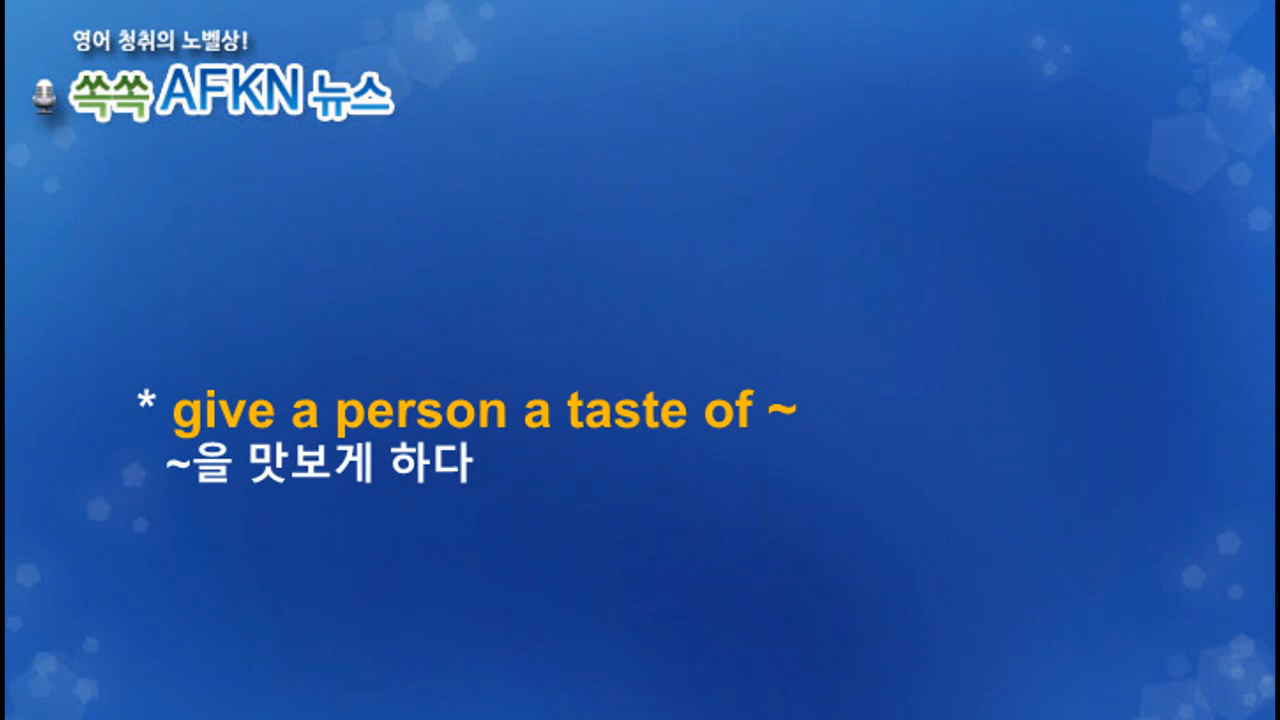 영어 청취의 노벨상!
쏙쏙 AFKN 뉴스
* give a person a taste of ~
~을 맛보게 하다